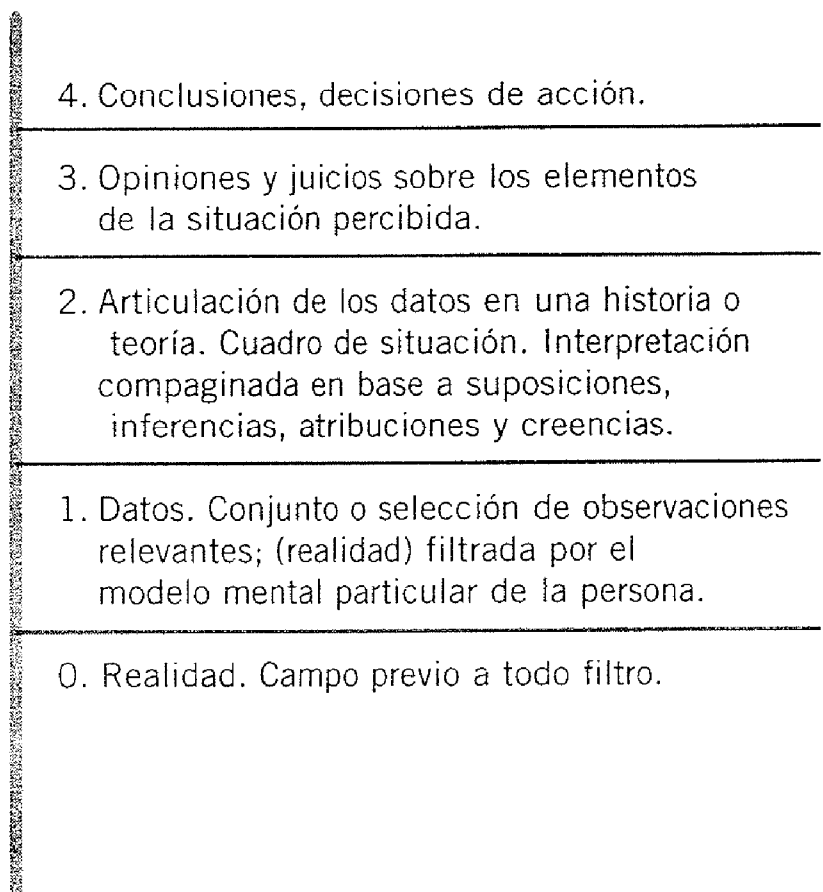 4. Conclusiones, decisiones de acción.
3. Opiniones y juicios sobre los elementos
de la situación percibida.
2. Articulación de los datos en una historia o
teoría. Cuadro de situación. Interpretación
compaginada en base a suposiciones,
inferencias, atribuciones y creencias.
1. Datos. Conjunto o selección de observaciones
relevantes; (realidad) filtrada por el
modelo mental particular de la persona.
0. Realidad. Campo previo a todo filtro.